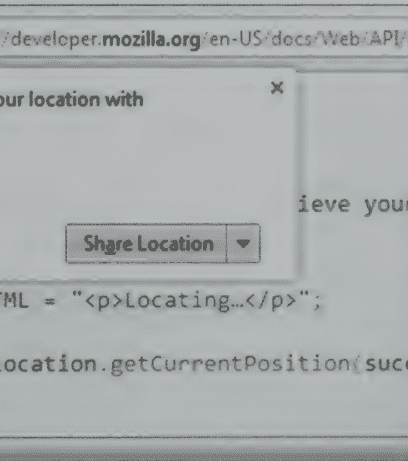 /developer.mozilla.org/en-US/docs/Web/API/
our location with
×
ieve your
Share Location
TML = "<p>Locating…</p>";
location.getCurrentPosition(succ